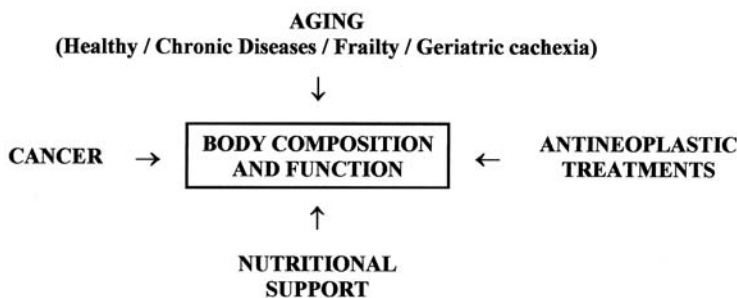 AGING
(Healthy / Chronic Diseases / Frailty / Geriatric cachexia)
CANCER
BODY COMPOSITION
AND FUNCTION
ANTINEOPLASTIC
TREATMENTS
NUTRITIONAL
SUPPORT